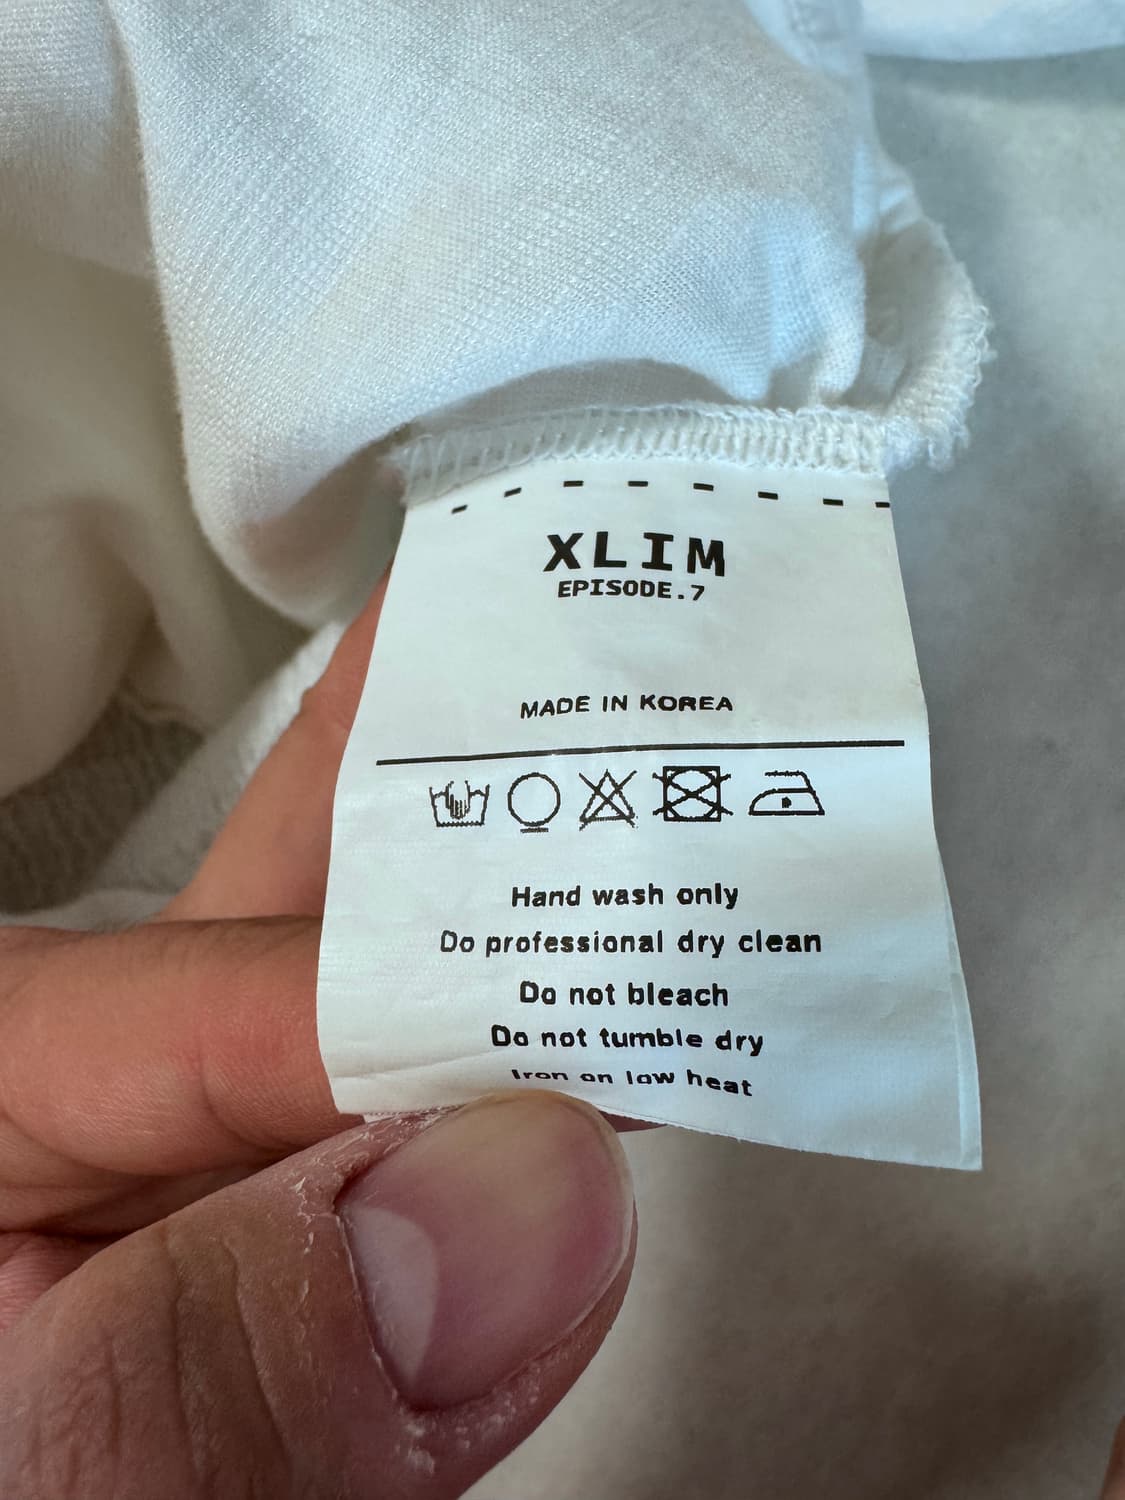 XLIM
EPISODE.7
MADE IN KOREA
Hand wash only
Do professional dry clean
Do not bleach
Do not tumble dry
Iron on low heat